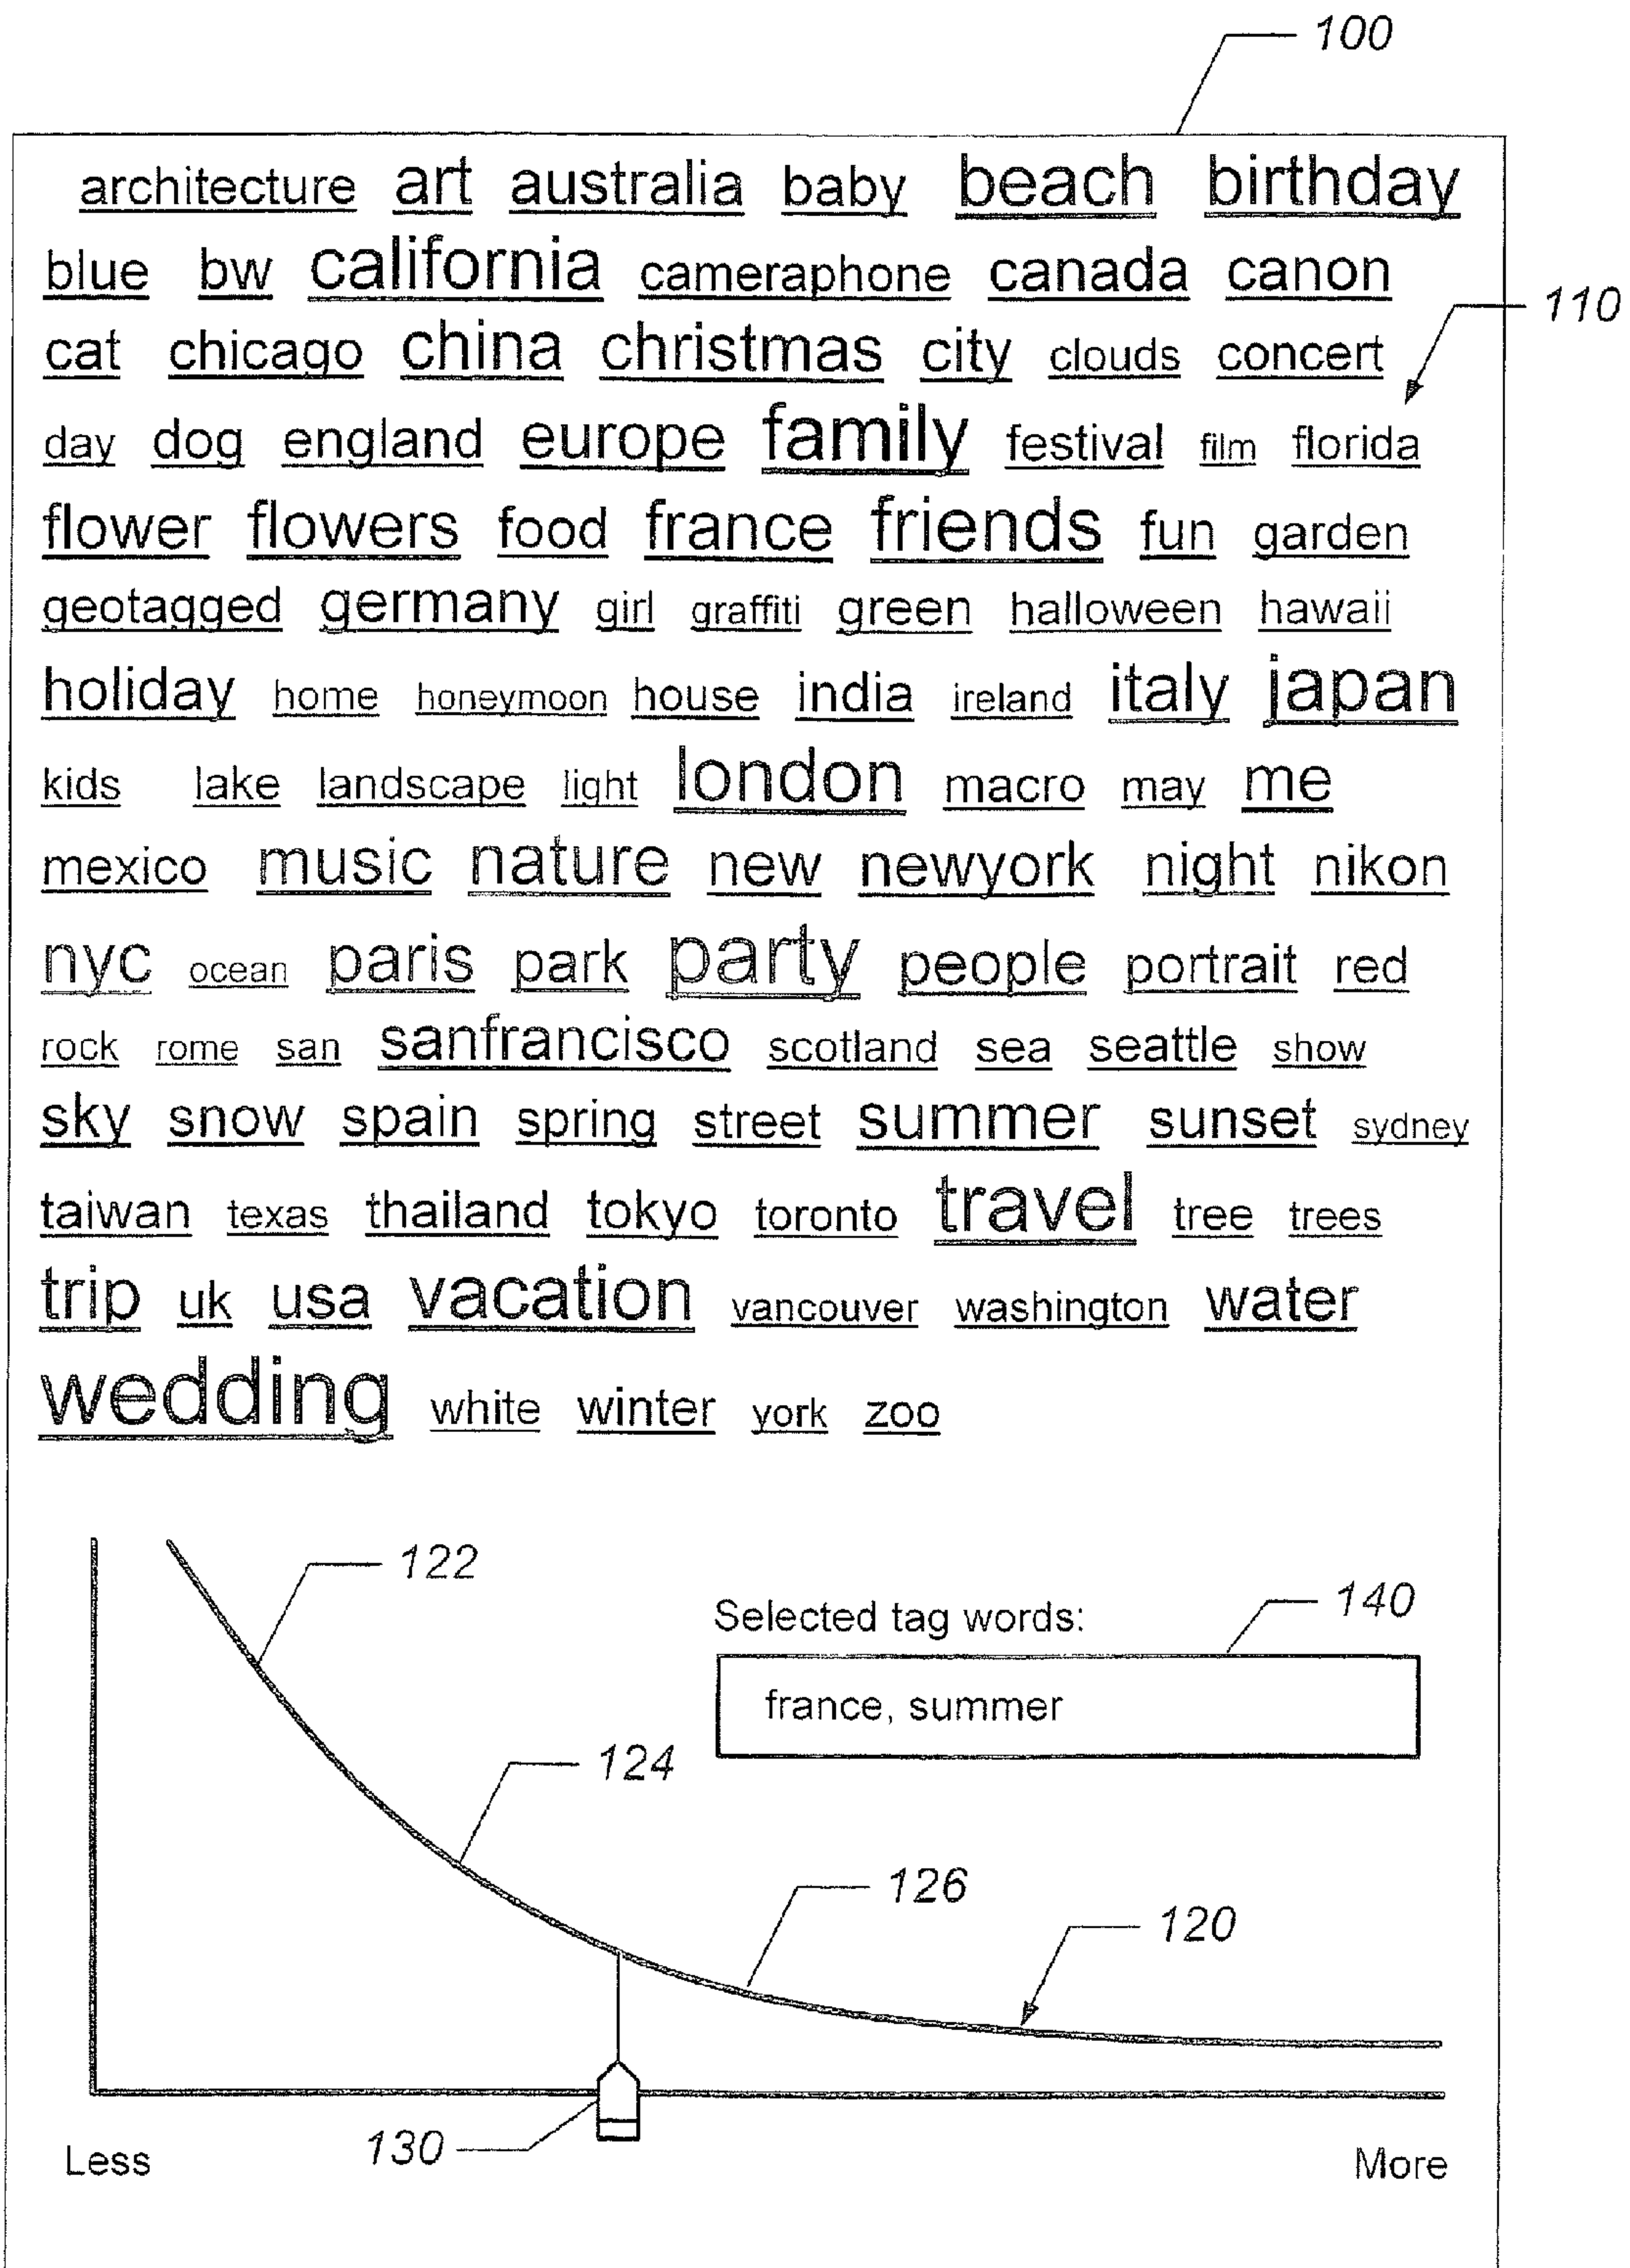 100
architecture art australia baby beach birthday
blue bw california cameraphone canada canon
110
cat chicago china christmas city clouds concert
day dog england europe family festival film florida
flower flowers food france friends fun garden
geotagged germany girl graffiti green halloween hawaii
holiday home honeymoon house india ireland italy japan
kids lake landscape light london macro may me
mexico music nature new newyork night nikon
nyc ocean paris park party people portrait red
rock rome san sanfrancisco scotland sea seattle show
sky snow spain spring street summer sunset sydney
taiwan texas thailand tokyo toronto travel tree trees
trip uk usa vacation vancouver washington water
wedding white winter york zoo
122
140
Selected tag words:
france, summer
124
126
120
130
Less More